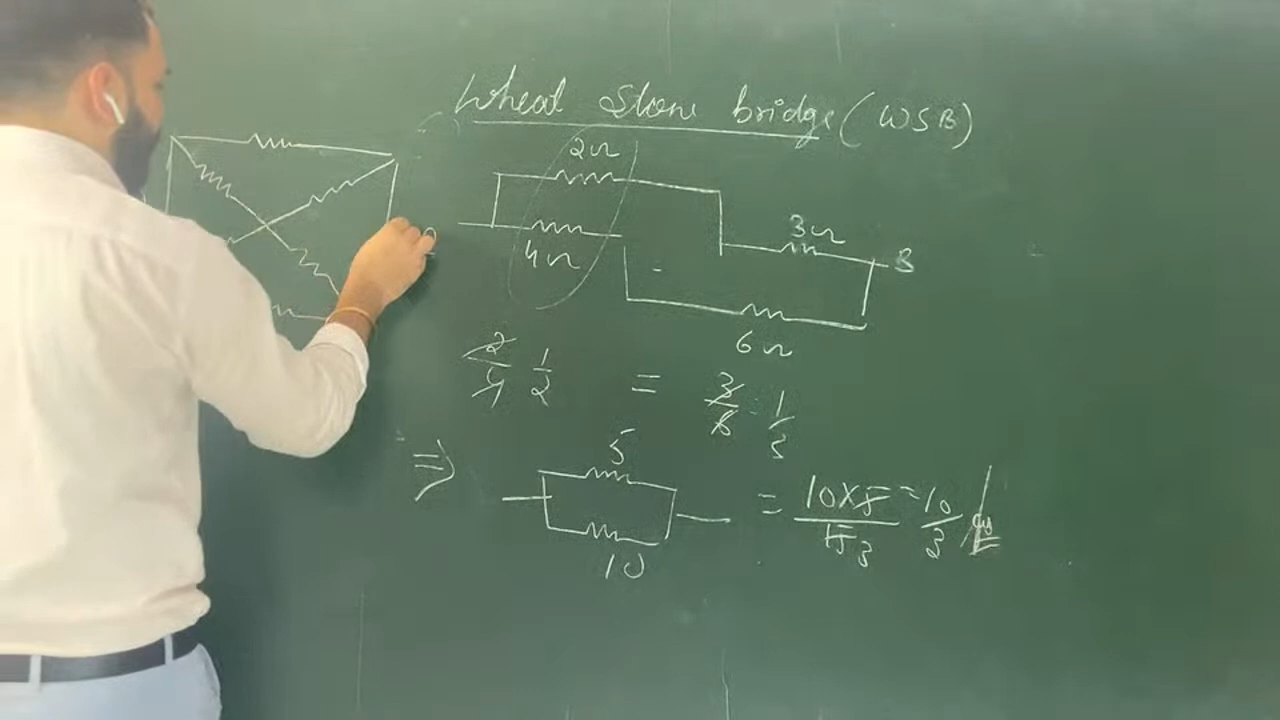 Wheat Stone bridge (WSB)
2Ω
4Ω
3Ω
B
6Ω
2/4 1/2 = 3/6 = 1/2
⇒ 5
10
= 10×5/15 3 = 10/3